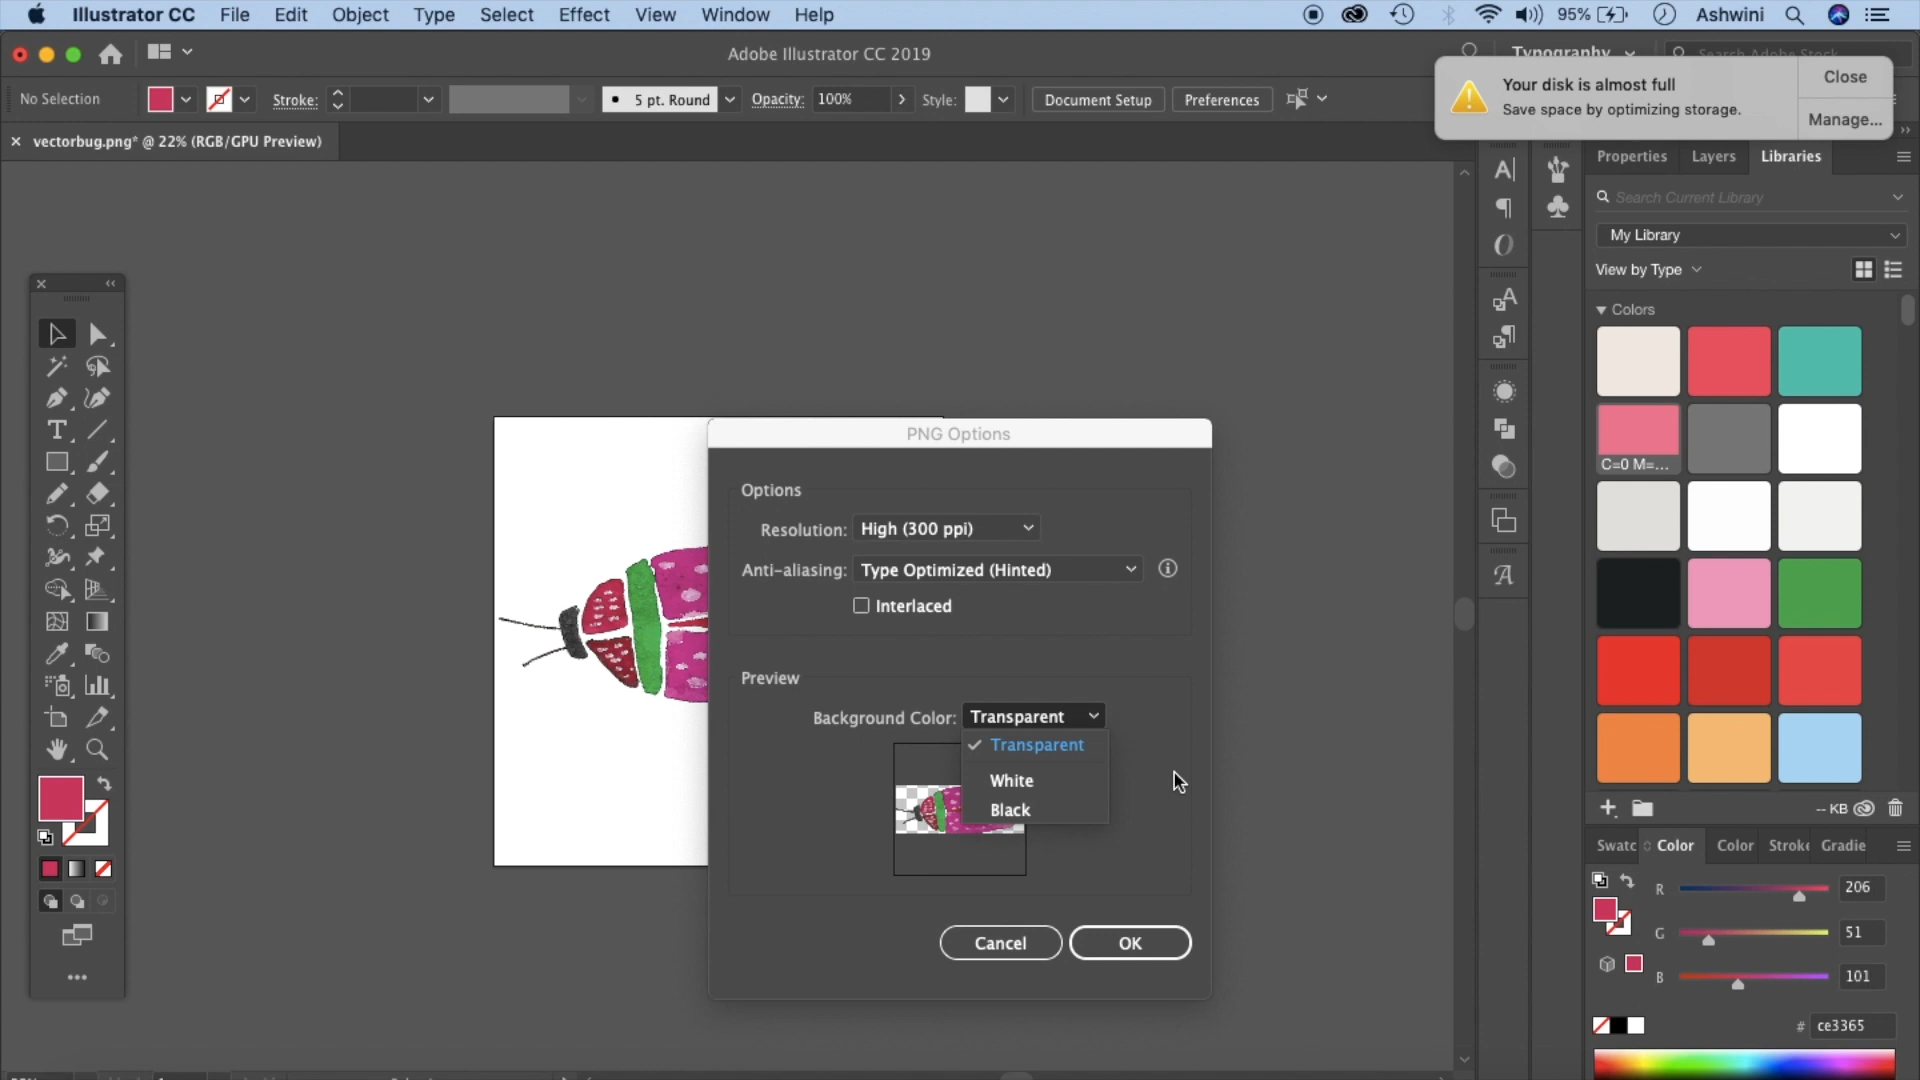 Illustrator CC File Edit Object Type Select Effect View Window Help
95% Ashwini
Adobe Illustrator CC 2019
Typography
Search Adobe Stock
Your disk is almost full
Save space by optimizing storage.
Close
Manage...
No Selection
Stroke:
5 pt. Round
Opacity: 100%
Style:
Document Setup
Preferences
× vectorbug.png* @ 22% (RGB/GPU Preview)
Properties Layers Libraries
Search Current Library
My Library
View by Type
Colors
C=0 M=...
-- KB
PNG Options
Options
Resolution: High (300 ppi)
Anti-aliasing: Type Optimized (Hinted)
Interlaced
Preview
Background Color: Transparent
Transparent
White
Black
Cancel
OK
Swatc Color Color Stroke Gradie
R 206
G 51
B 101
# ce3365